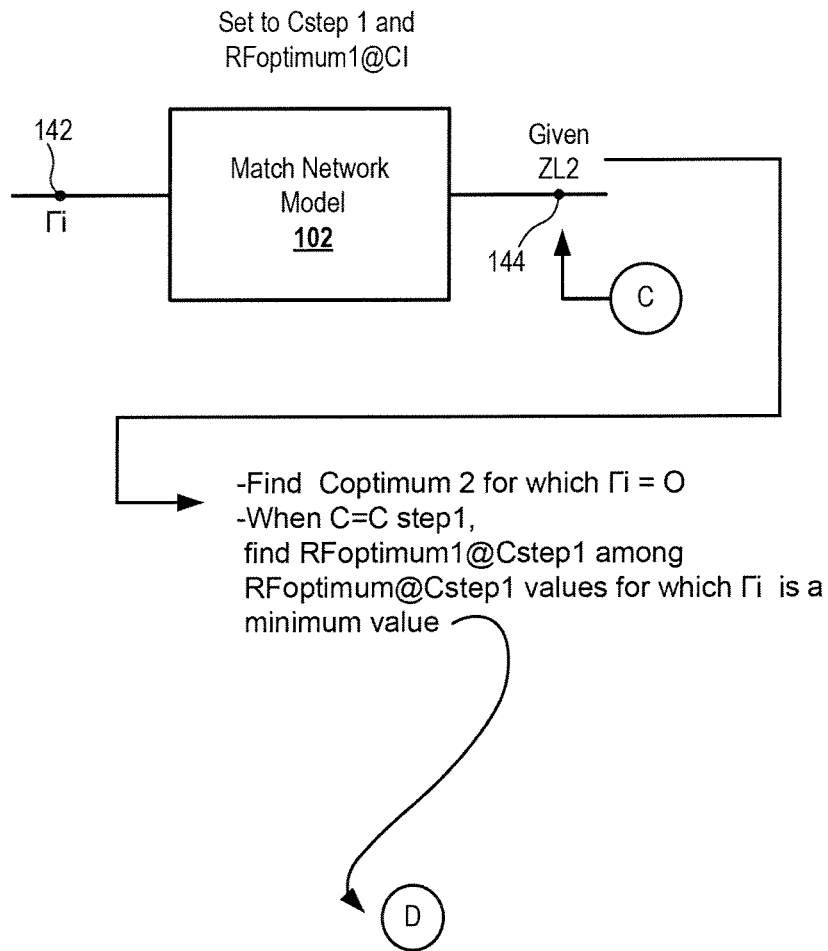 Set to Cstep 1 and
RFoptimum1@CI
142
Γi
Match Network
Model
102
Given
ZL2
144
C
-Find Coptimum 2 for which Γi = O
-When C=C step1,
find RFoptimum1@Cstep1 among
RFoptimum@Cstep1 values for which Γi is a
minimum value
D